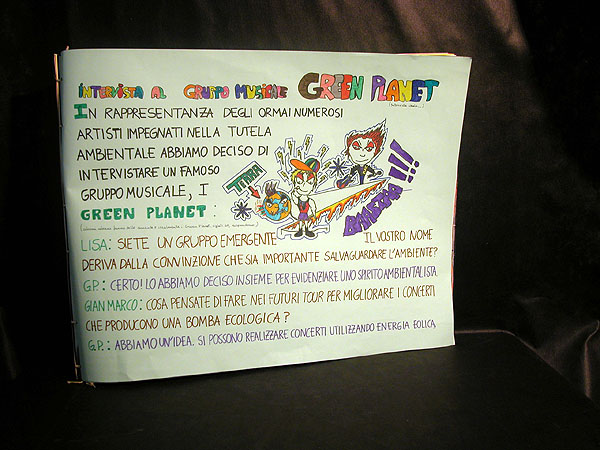 INTERVISTA AL GRUPPO MUSICALE GREEN PLANET
IN RAPPRESENTANZA DEGLI ORMAI NUMEROSI
ARTISTI IMPEGNATI NELLA TUTELA
AMBIENTALE ABBIAMO DECISO DI
INTERVISTARE UN FAMOSO
GRUPPO MUSICALE, I
GREEN PLANET:
LISA: SIETE UN GRUPPO EMERGENTE IL VOSTRO NOME
DERIVA DALLA CONVINZIONE CHE SIA IMPORTANTE SALVAGUARDARE L'AMBIENTE?
G.P.: CERTO! LO ABBIAMO DECISO INSIEME PER EVIDENZIARE UNO SPIRITO AMBIENTALISTA.
GIAN MARCO: COSA PENSATE DI FARE NEI FUTURI TOUR PER MIGLIORARE I CONCERTI
CHE PRODUCONO UNA BOMBA ECOLOGICA?
G.P.: ABBIAMO UN'IDEA. SI POSSONO REALIZZARE CONCERTI UTILIZZANDO ENERGIA EOLICA,